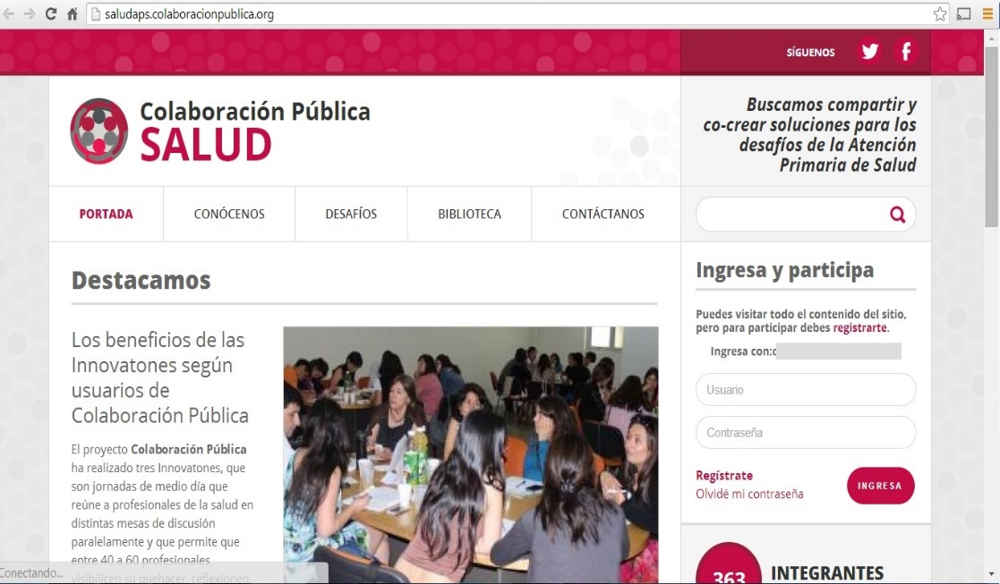 saludaps.colaboracionpublica.org
SÍGUENOS
Colaboración Pública
SALUD
Buscamos compartir y
co-crear soluciones para los
desafíos de la Atención
Primaria de Salud
PORTADA
CONÓCENOS
DESAFÍOS
BIBLIOTECA
CONTÁCTANOS
Destacamos
Los beneficios de las
Innovatones según
usuarios de
Colaboración Pública
El proyecto Colaboración Pública
ha realizado tres Innovatones, que
son jornadas de medio día que
reúne a profesionales de la salud en
distintas mesas de discusión
paralelamente y que permite que
entre 40 a 60 profesionales
visibilicen su quehacer, reflexionen
Conectando...
Ingresa y participa
Puedes visitar todo el contenido del sitio,
pero para participar debes registrarte.
Ingresa con:
Usuario
Contraseña
Regístrate
Olvidé mi contraseña
INGRESA
363
INTEGRANTES